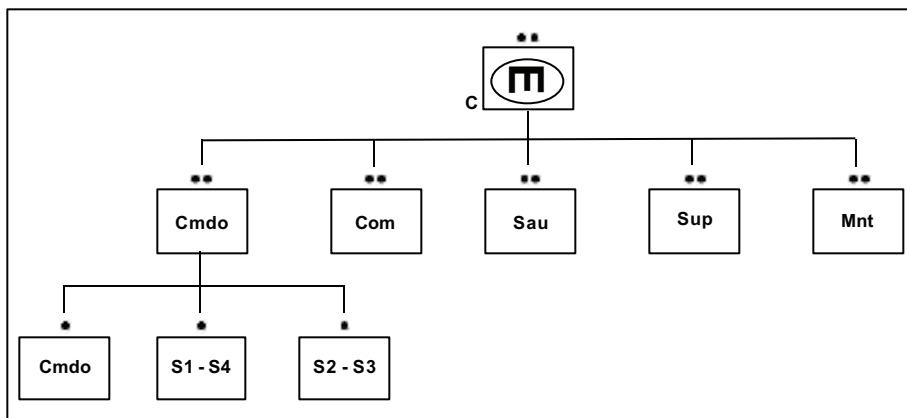 E
C
Cmdo
Com
Sau
Sup
Mnt
Cmdo
S1 - S4
S2 - S3